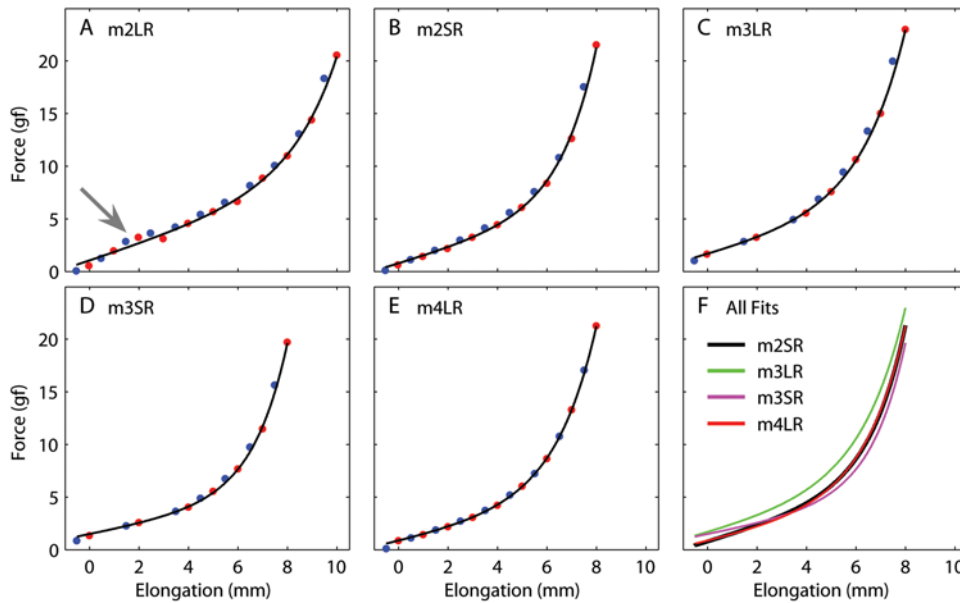 A m2LR
B m2SR
C m3LR
Force (gf)
20
15
10
5
0
D m3SR
E m4LR
F All Fits
m2SR
m3LR
m3SR
m4LR
Force (gf)
20
15
10
5
0
0 2 4 6 8 10
0 2 4 6 8 10
0 2 4 6 8 10
Elongation (mm)
Elongation (mm)
Elongation (mm)